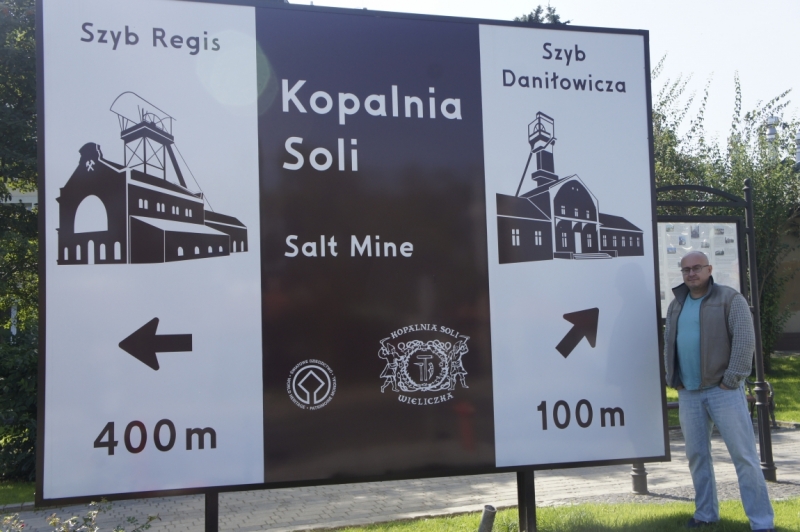 Szyb Regis
Kopalnia
Soli
Salt Mine
KOPALNIA SOLI
WIELICZKA
400 m
Szyb
Daniłowicza
100 m